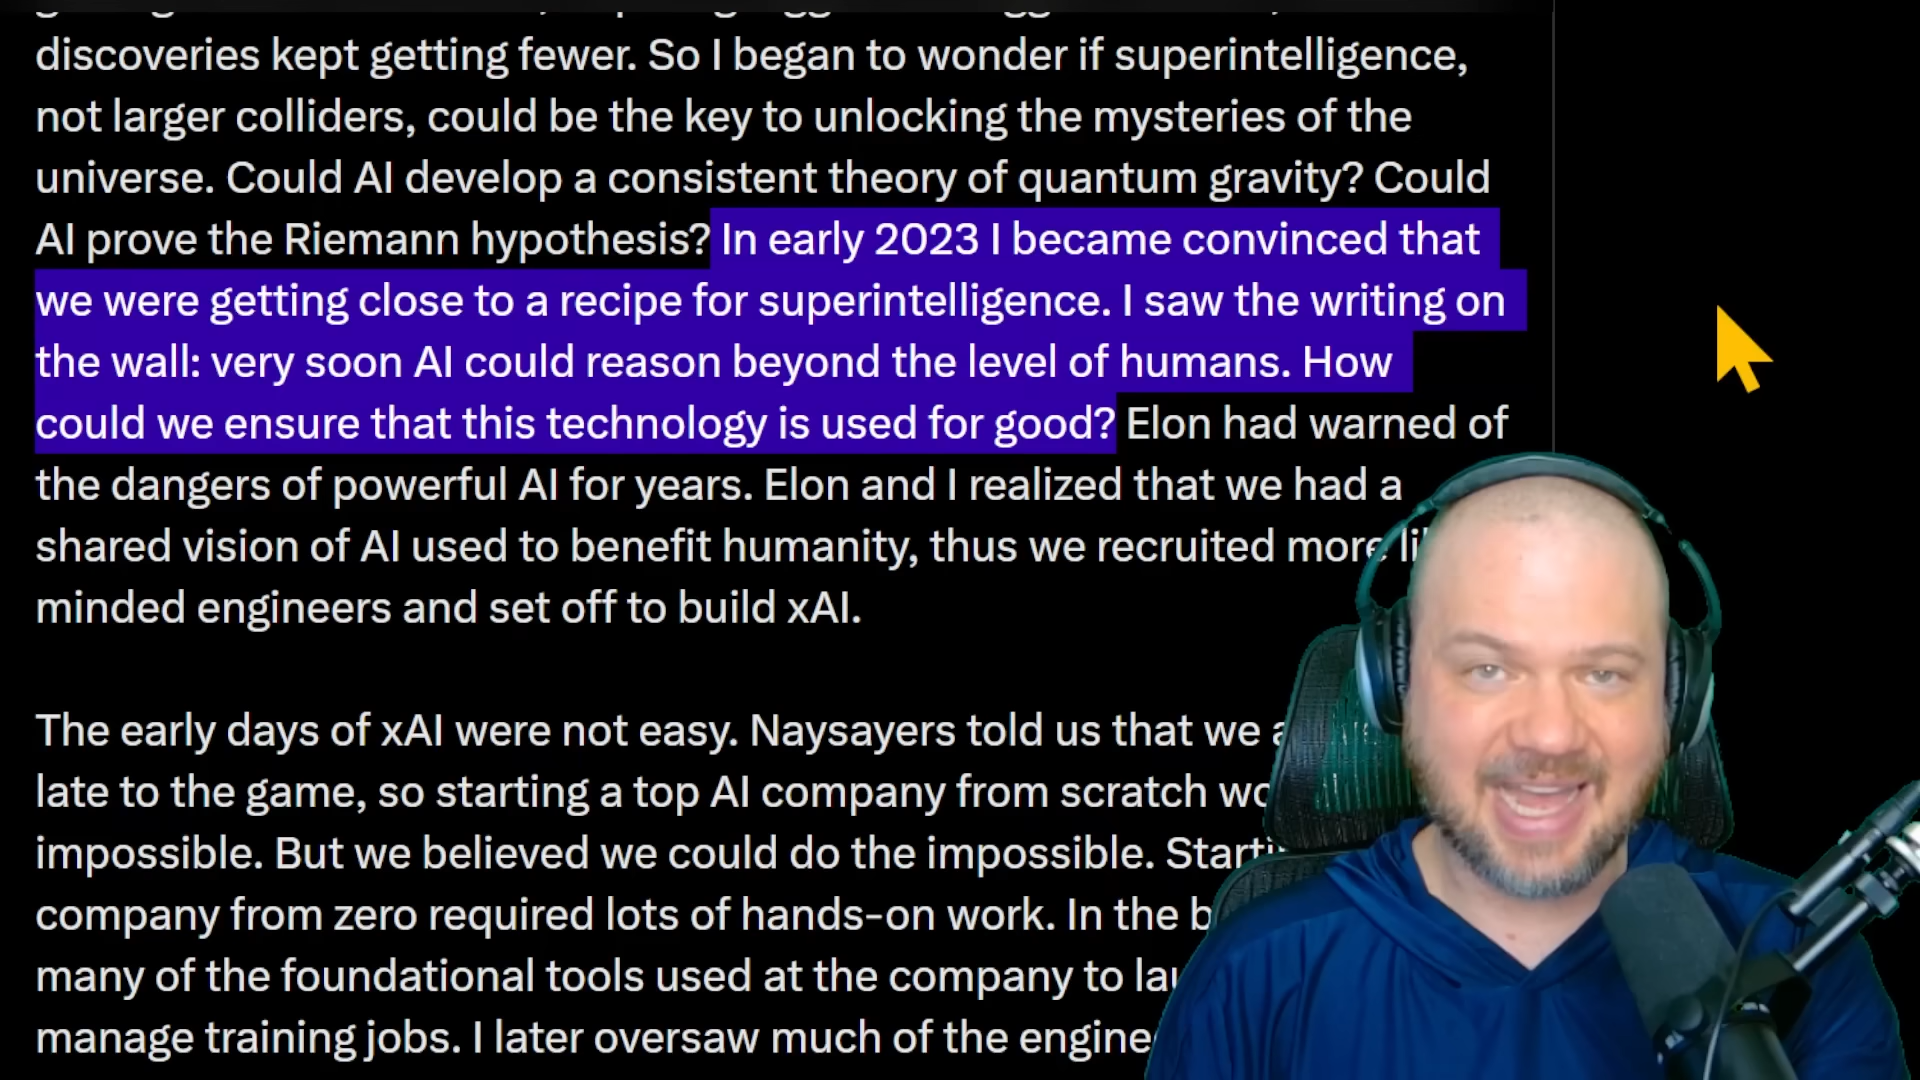 discoveries kept getting fewer. So I began to wonder if superintelligence,
not larger colliders, could be the key to unlocking the mysteries of the
universe. Could AI develop a consistent theory of quantum gravity? Could
AI prove the Riemann hypothesis? In early 2023 I became convinced that
we were getting close to a recipe for superintelligence. I saw the writing on
the wall: very soon AI could reason beyond the level of humans. How
could we ensure that this technology is used for good? Elon had warned of
the dangers of powerful AI for years. Elon and I realized that we had a
shared vision of AI used to benefit humanity, thus we recruited more
minded engineers and set off to build xAI.
The early days of xAI were not easy. Naysayers told us that we
late to the game, so starting a top AI company from scratch
impossible. But we believed we could do the impossible.
company from zero required lots of hands-on work. In the
many of the foundational tools used at the company to
manage training jobs. I later oversaw much of the